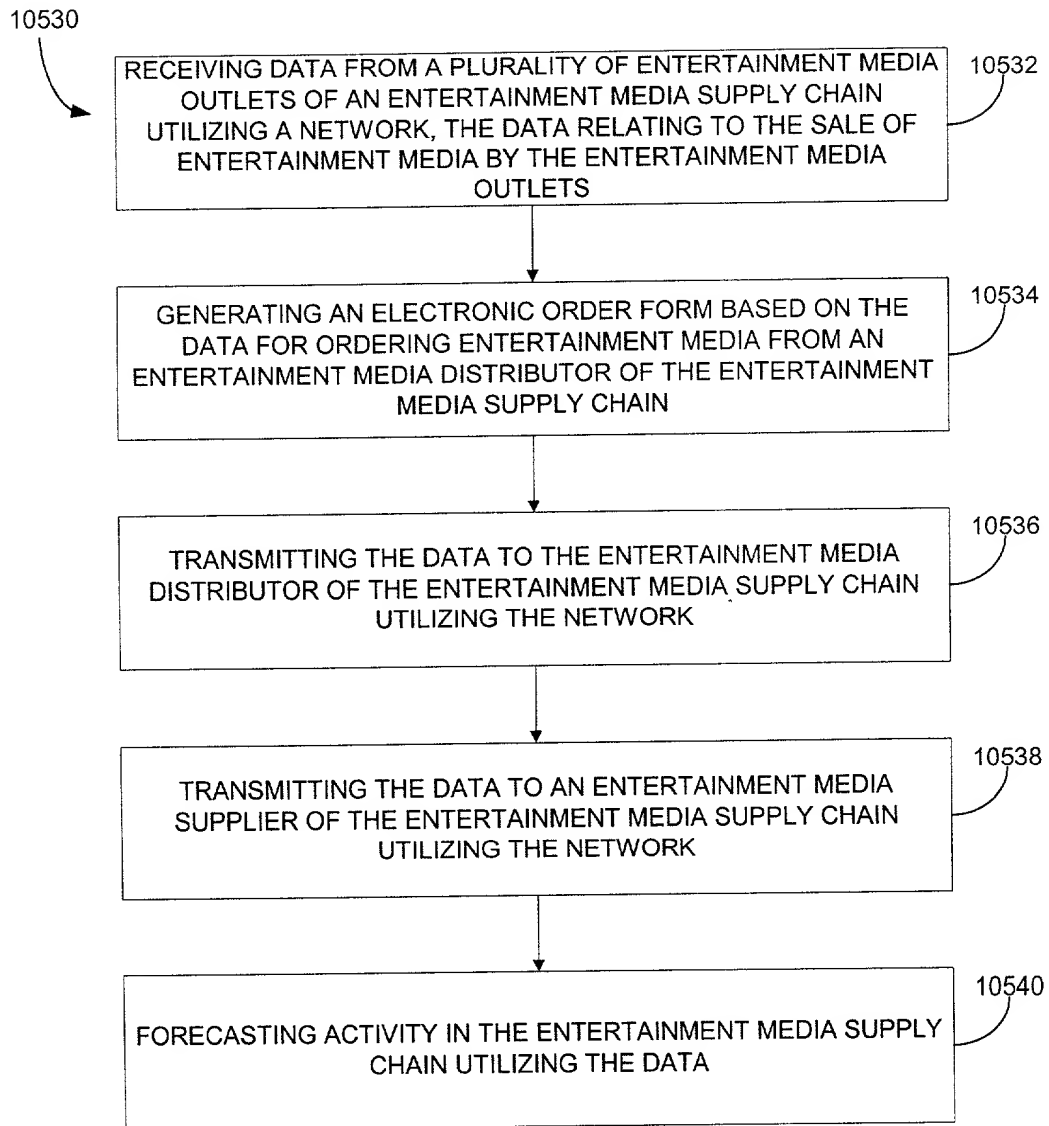 10530
RECEIVING DATA FROM A PLURALITY OF ENTERTAINMENT MEDIA
OUTLETS OF AN ENTERTAINMENT MEDIA SUPPLY CHAIN
UTILIZING A NETWORK, THE DATA RELATING TO THE SALE OF
ENTERTAINMENT MEDIA BY THE ENTERTAINMENT MEDIA
OUTLETS
10532
GENERATING AN ELECTRONIC ORDER FORM BASED ON THE
DATA FOR ORDERING ENTERTAINMENT MEDIA FROM AN
ENTERTAINMENT MEDIA DISTRIBUTOR OF THE ENTERTAINMENT
MEDIA SUPPLY CHAIN
10534
TRANSMITTING THE DATA TO THE ENTERTAINMENT MEDIA
DISTRIBUTOR OF THE ENTERTAINMENT MEDIA SUPPLY CHAIN
UTILIZING THE NETWORK
10536
TRANSMITTING THE DATA TO AN ENTERTAINMENT MEDIA
SUPPLIER OF THE ENTERTAINMENT MEDIA SUPPLY CHAIN
UTILIZING THE NETWORK
10538
FORECASTING ACTIVITY IN THE ENTERTAINMENT MEDIA SUPPLY
CHAIN UTILIZING THE DATA
10540